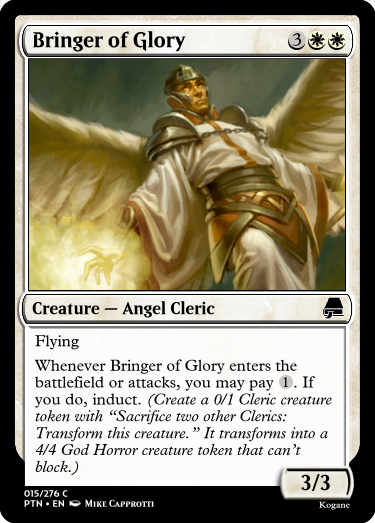 Bringer of Glory 3
Creature — Angel Cleric
Flying
Whenever Bringer of Glory enters the
battlefield or attacks, you may pay 1. If
you do, induct. (Create a 0/1 Cleric creature
token with “Sacrifice two other Clerics:
Transform this creature.” It transforms into a
4/4 God Horror creature token that can't
block.)
3/3
015/276 C
PTN • EN Mike Capprotti
Kogane